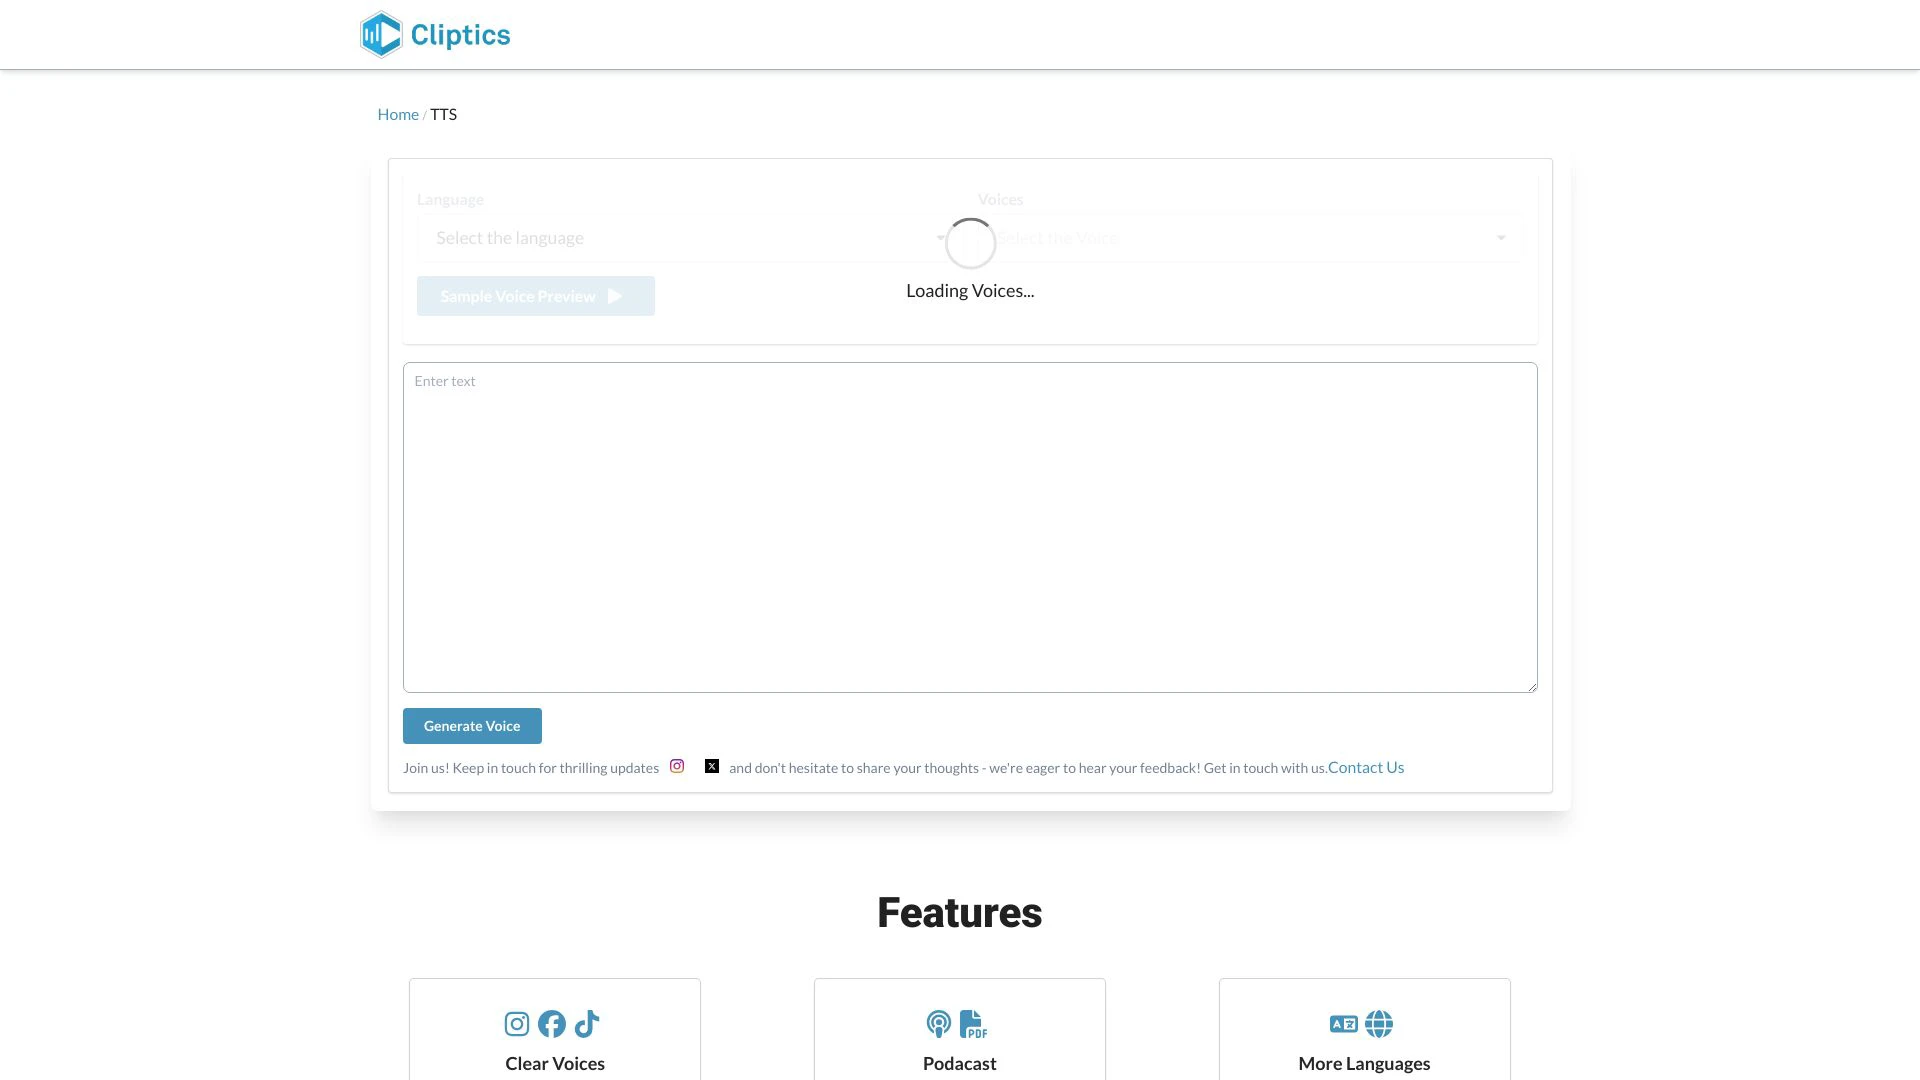 Cliptics
Home / TTS
Language
Voices
Select the language
Select the Voice
Sample Voice Preview
Loading Voices...
Enter text
Generate Voice
Join us! Keep in touch for thrilling updates and don't hesitate to share your thoughts - we're eager to hear your feedback! Get in touch with us.Contact Us
Features
PDF
Clear Voices
Podacast
More Languages